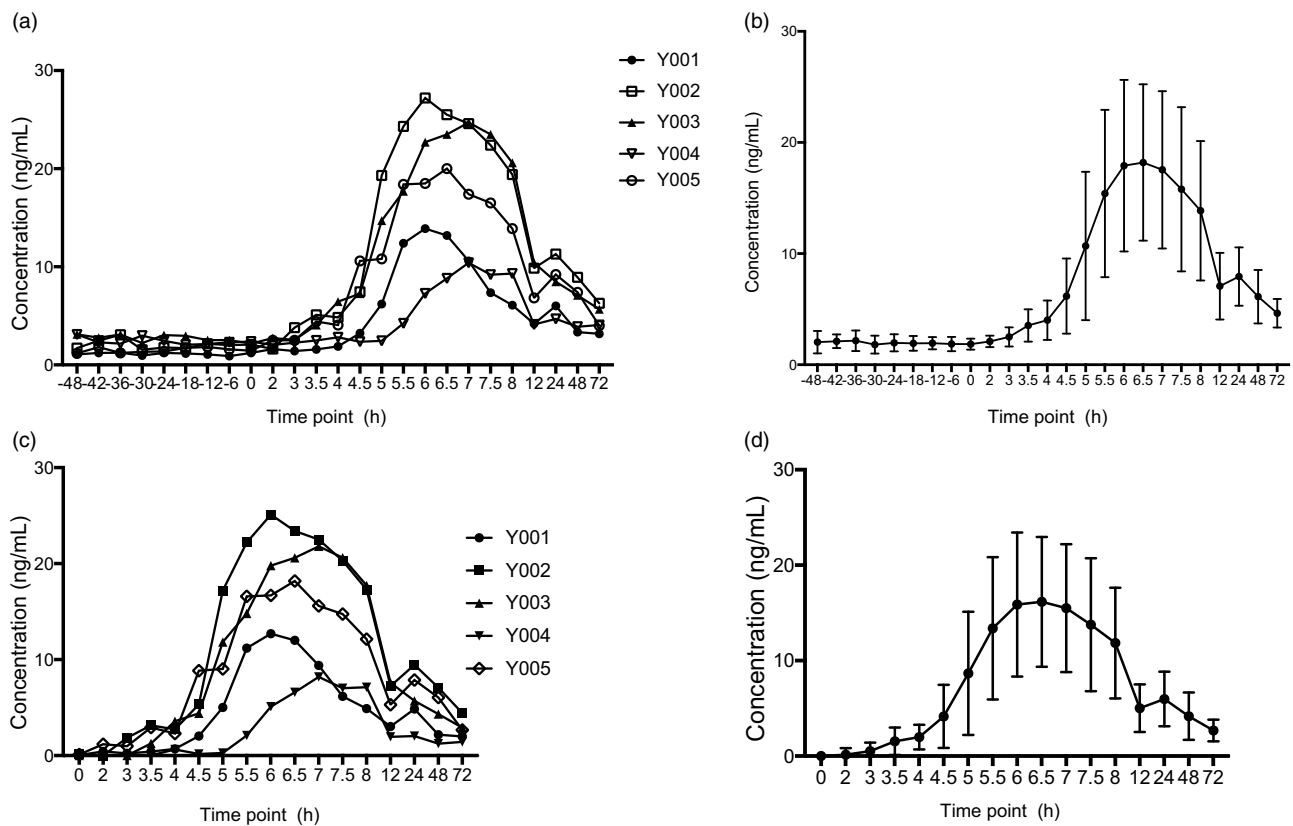 (a)
Concentration (ng/mL)
30
20
10
0
-48 -42 -36 -30 -24 -18 -12 -6 0 2 3 3.5 4 4.5 5 5.5 6 6.5 7 7.5 8 12 24 48 72
Time point (h)
Y001
Y002
Y003
Y004
Y005
(b)
Concentration (ng/mL)
30
20
10
0
-48 -42 -36 -30 -24 -18 -12 -6 0 2 3 3.5 4 4.5 5 5.5 6 6.5 7 7.5 8 12 24 48 72
Time point (h)
(c)
Concentration (ng/mL)
30
20
10
0
0 2 3 3.5 4 4.5 5 5.5 6 6.5 7 7.5 8 12 24 48 72
Time point (h)
Y001
Y002
Y003
Y004
Y005
(d)
Concentration (ng/mL)
30
20
10
0
0 2 3 3.5 4 4.5 5 5.5 6 6.5 7 7.5 8 12 24 48 72
Time point (h)